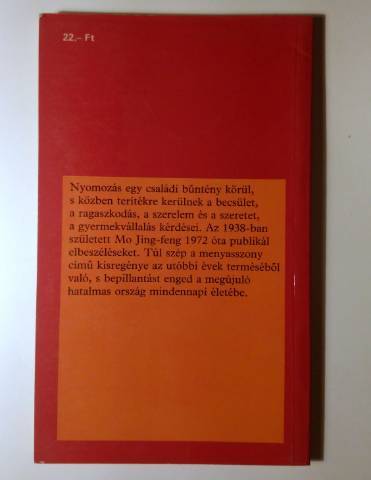 22,– Ft
Nyomozás egy családi bűntény körül,
s közben terítékre kerülnek a becsület,
a ragaszkodás, a szerelem és a szeretet,
a gyermekvállalás kérdései. Az 1938-ban
született Mo Jing-feng 1972 óta publikál
elbeszéléseket. Túl szép a menyasszony
című kisregénye az utóbbi évek terméséből
való, s bepillantást enged a megújuló
hatalmas ország mindennapi életébe.